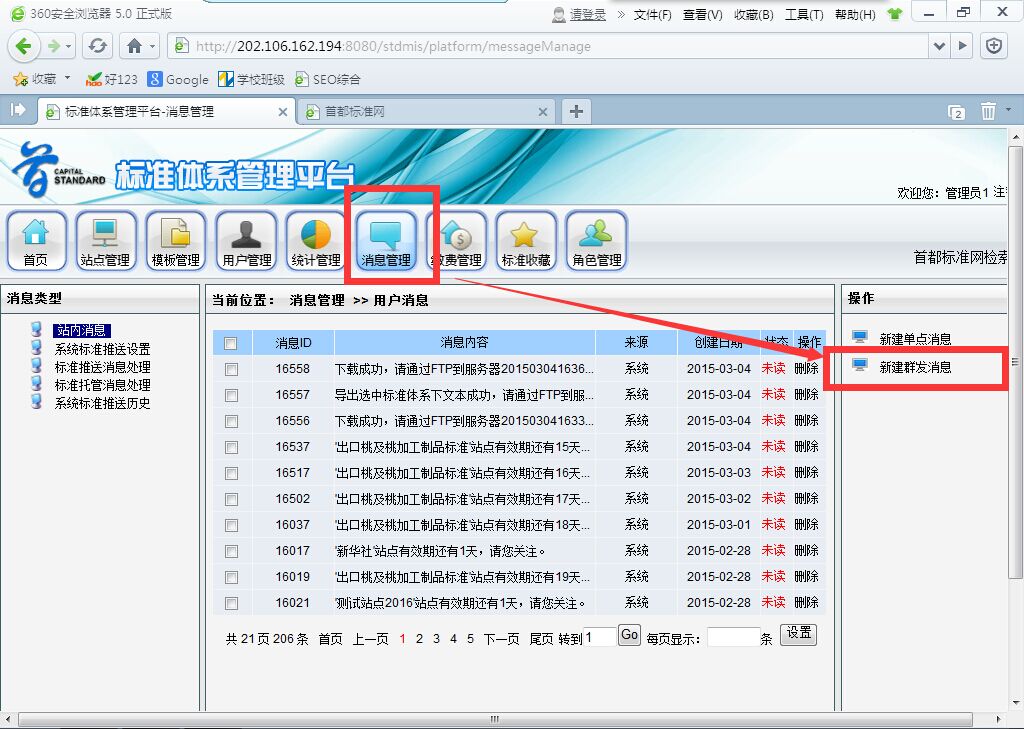 360安全浏览器 5.0 正式版
请登录 » 文件(F) 查看(V) 收藏(B) 工具(T) 帮助(H)
http://202.106.162.194:8080/stdmis/platform/messageManage
收藏 好123 Google 学校班级 SEO综合
标准体系管理平台-消息管理 首都标准网 2
首 CAPITAL STANDARD 标准体系管理平台
欢迎您: 管理员1 注
首页 站点管理 模板管理 用户管理 统计管理 消息管理 费管理 标准收藏 角色管理
首都标准网检索
消息类型
站内消息
系统标准推送设置
标准推送消息处理
标准托管消息处理
系统标准推送历史
当前位置： 消息管理 >> 用户消息
消息ID 消息内容 来源 创建日期 状态 操作
16558 下载成功，请通过FTP到服务器201503041636... 系统 2015-03-04 未读 删除
16557 导出选中标准体系下文本成功，请通过FTP到服... 系统 2015-03-04 未读 删除
16556 下载成功，请通过FTP到服务器201503041633... 系统 2015-03-04 未读 删除
16537 '出口桃及桃加工制品标准'站点有效期还有15天... 系统 2015-03-04 未读 删除
16517 '出口桃及桃加工制品标准'站点有效期还有16天... 系统 2015-03-03 未读 删除
16502 '出口桃及桃加工制品标准'站点有效期还有17天... 系统 2015-03-02 未读 删除
16037 '出口桃及桃加工制品标准'站点有效期还有18天... 系统 2015-03-01 未读 删除
16017 '新华社'站点有效期还有1天，请您关注。 系统 2015-02-28 未读 删除
16019 '出口桃及桃加工制品标准'站点有效期还有19天... 系统 2015-02-28 未读 删除
16021 '测试站点2016'站点有效期还有1天，请您关注。 系统 2015-02-28 未读 删除
共 21 页 206 条 首页 上一页 1 2 3 4 5 下一页 尾页 转到 1 Go 每页显示： 条 设置
操作
新建单点消息
新建群发消息